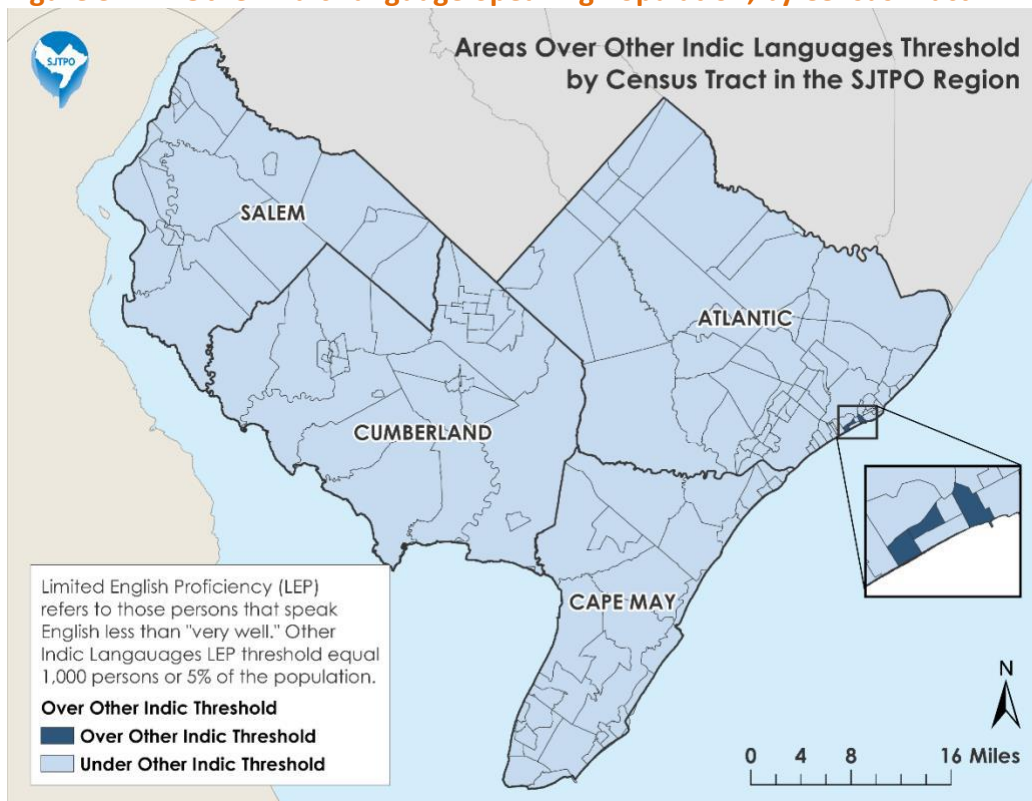 Areas Over Other Indic Languages Threshold
by Census Tract in the SJTPO Region
SJTPO
SALEM
ATLANTIC
CUMBERLAND
CAPE MAY
Limited English Proficiency (LEP)
refers to those persons that speak
English less than "very well." Other
Indic Langauages LEP threshold equal
1,000 persons or 5% of the population.
Over Other Indic Threshold
Over Other Indic Threshold
Under Other Indic Threshold
N
0 4 8 16 Miles